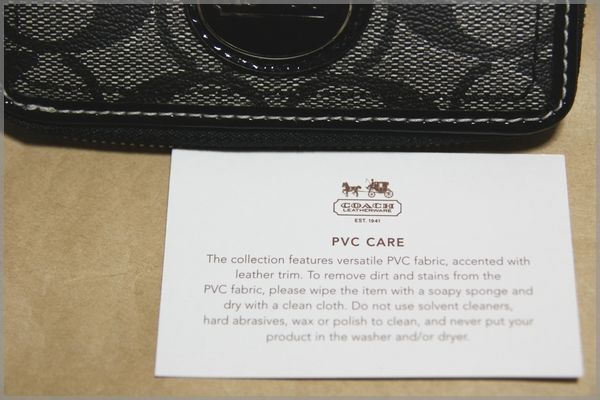 COACH
LEATHERWARE
EST. 1941
PVC CARE
The collection features versatile PVC fabric, accented with
leather trim. To remove dirt and stains from the
PVC fabric, please wipe the item with a soapy sponge and
dry with a clean cloth. Do not use solvent cleaners,
hard abrasives, wax or polish to clean, and never put your
product in the washer and/or dryer.